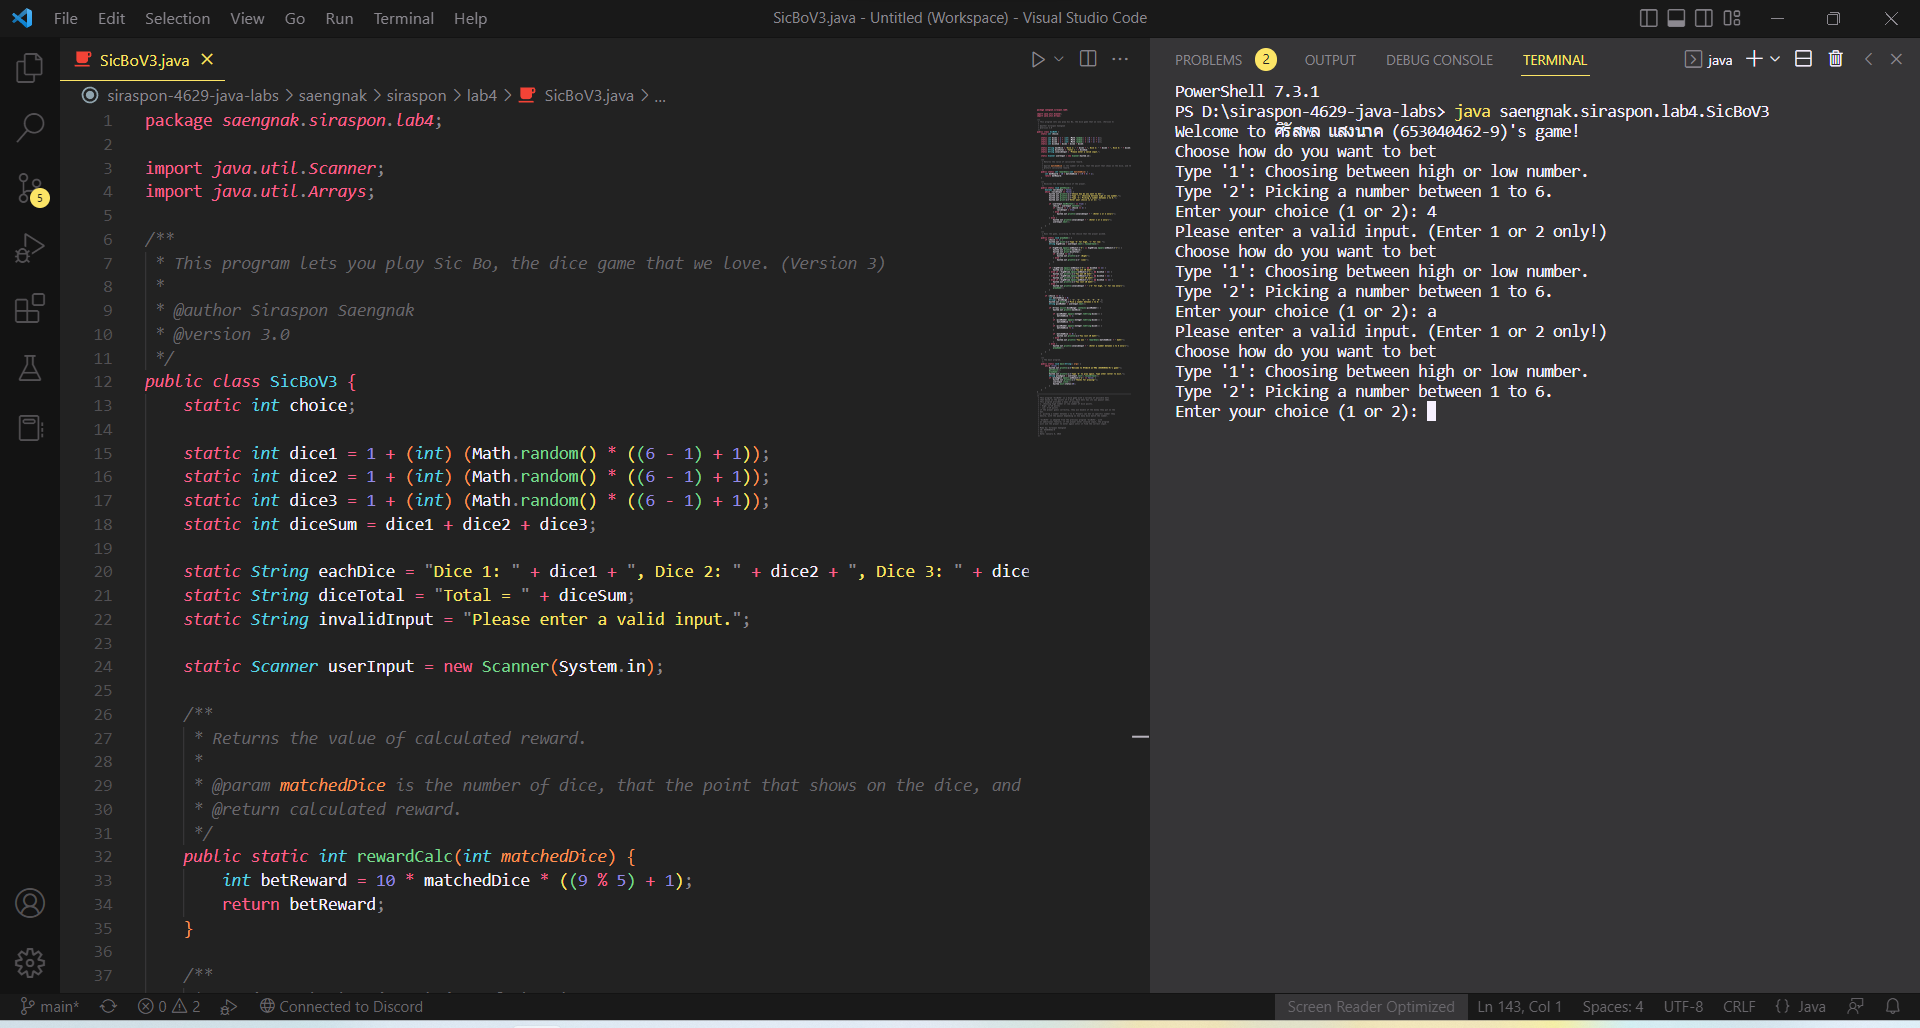 File Edit Selection View Go Run Terminal Help
SicBoV3.java - Untitled (Workspace) - Visual Studio Code
SicBoV3.java
siraspon-4629-java-labs > saengnak > siraspon > lab4 > SicBoV3.java > ...
5
1 package saengnak.siraspon.lab4;
2
3 import java.util.Scanner;
4 import java.util.Arrays;
5
6 /**
7 * This program lets you play Sic Bo, the dice game that we love. (Version 3)
8 *
9 * @author Siraspon Saengnak
10 * @version 3.0
11 */
12 public class SicBoV3 {
13 static int choice;
14
15 static int dice1 = 1 + (int) (Math.random() * ((6 - 1) + 1));
16 static int dice2 = 1 + (int) (Math.random() * ((6 - 1) + 1));
17 static int dice3 = 1 + (int) (Math.random() * ((6 - 1) + 1));
18 static int diceSum = dice1 + dice2 + dice3;
19
20 static String eachDice = "Dice 1: " + dice1 + ", Dice 2: " + dice2 + ", Dice 3: " + dice
21 static String diceTotal = "Total = " + diceSum;
22 static String invalidInput = "Please enter a valid input.";
23
24 static Scanner userInput = new Scanner(System.in);
25
26 /**
27 * Returns the value of calculated reward.
28 *
29 * @param matchedDice is the number of dice, that the point that shows on the dice, and
30 * @return calculated reward.
31 */
32 public static int rewardCalc(int matchedDice) {
33 int betReward = 10 * matchedDice * ((9 % 5) + 1);
34 return betReward;
35 }
36
37 /**
PROBLEMS 2 OUTPUT DEBUG CONSOLE TERMINAL java
PowerShell 7.3.1
PS D:\siraspon-4629-java-labs> java saengnak.siraspon.lab4.SicBoV3
Welcome to ศิรัสพล แสงนาค (653040462-9)'s game!
Choose how do you want to bet
Type '1': Choosing between high or low number.
Type '2': Picking a number between 1 to 6.
Enter your choice (1 or 2): 4
Please enter a valid input. (Enter 1 or 2 only!)
Choose how do you want to bet
Type '1': Choosing between high or low number.
Type '2': Picking a number between 1 to 6.
Enter your choice (1 or 2): a
Please enter a valid input. (Enter 1 or 2 only!)
Choose how do you want to bet
Type '1': Choosing between high or low number.
Type '2': Picking a number between 1 to 6.
Enter your choice (1 or 2):
main* 0 2 Connected to Discord Screen Reader Optimized Ln 143, Col 1 Spaces: 4 UTF-8 CRLF {} Java